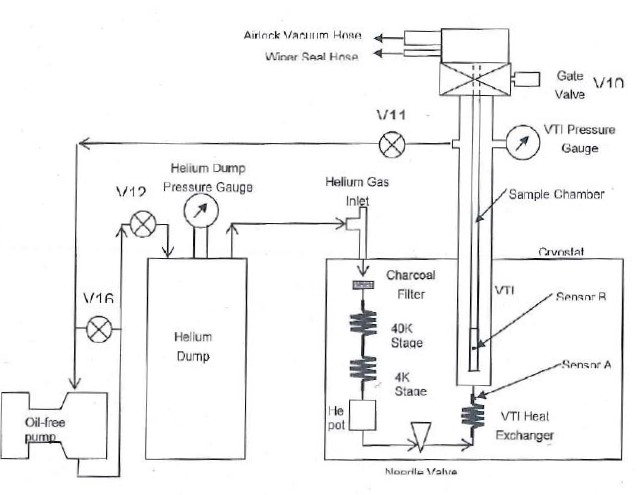 Airlock Vacuum Hose
Wiper Seal Hose
Gate
Valve
V10
V11
VTI Pressure
Gauge
Helium Dump
Pressure Gauge
Helium Gas
Inlet
V12
Sample Chamber
Cryostat
Charcoal
Filter
VTI
Sensor B
V16
40K
Stage
Helium
Dump
4K
Stage
Sensor A
He
pot
VTI Heat
Exchanger
Oil-free
pump
Needle Valve